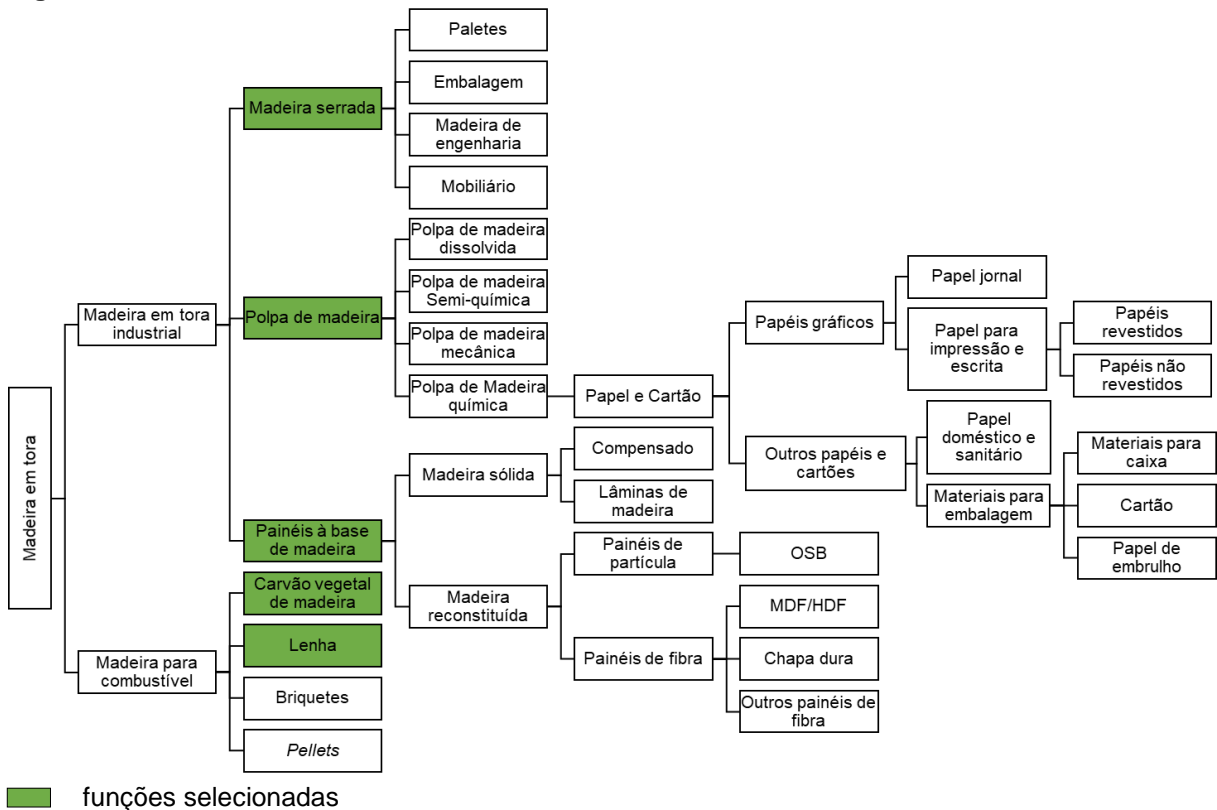 Paletes
Embalagem
Madeira serrada
Madeira de
engenharia
Mobiliário
Polpa de madeira
dissolvida
Polpa de madeira
Semi-química
Polpa de madeira
Polpa de madeira
mecânica
Polpa de Madeira
química
Madeira em tora
industrial
Madeira em tora
Papel e Cartão
Papéis gráficos
Papel jornal
Papel para
impressão e
escrita
Papéis
revestidos
Papéis não
revestidos
Outros papéis e
cartões
Papel
doméstico e
sanitário
Materiais para
embalagem
Materiais para
caixa
Cartão
Papel de
embrulho
Painéis à base
de madeira
Madeira sólida
Compensado
Lâminas de
madeira
Madeira
reconstituída
Painéis de
partícula
OSB
Painéis de fibra
MDF/HDF
Chapa dura
Outros painéis de
fibra
Madeira para
combustível
Carvão vegetal
de madeira
Lenha
Briquetes
Pellets
funções selecionadas